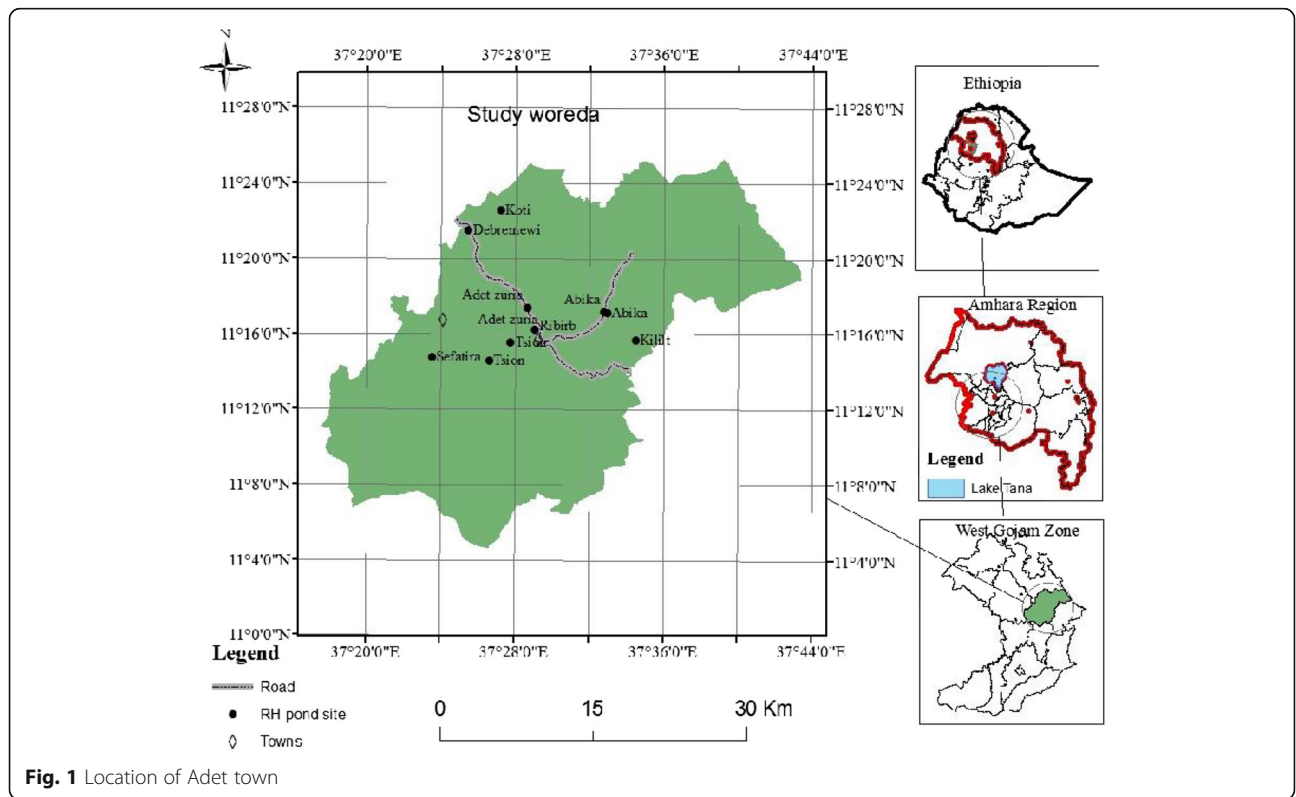 N
37°20'0"E 37°28'0"E 37°36'0"E 37°44'0"E
Study woreda
11°28'0"N 11°28'0"N
11°24'0"N 11°24'0"N
Koti
Debremewi
11°20'0"N 11°20'0"N
Adet zuria Abika
Abika
Adet zuria Ribirb
11°16'0"N 11°16'0"N
Tsion Kililt
Sefatira Tsion
11°12'0"N 11°12'0"N
11°8'0"N 11°8'0"N
11°4'0"N 11°4'0"N
11°0'0"N
37°20'0"E 37°28'0"E 37°36'0"E 37°44'0"E
Legend
Road
RH pond site
Towns
0 15 30 Km
Ethiopia
Amhara Region
Legend
Lake Tana
West Gojam Zone
Fig. 1 Location of Adet town